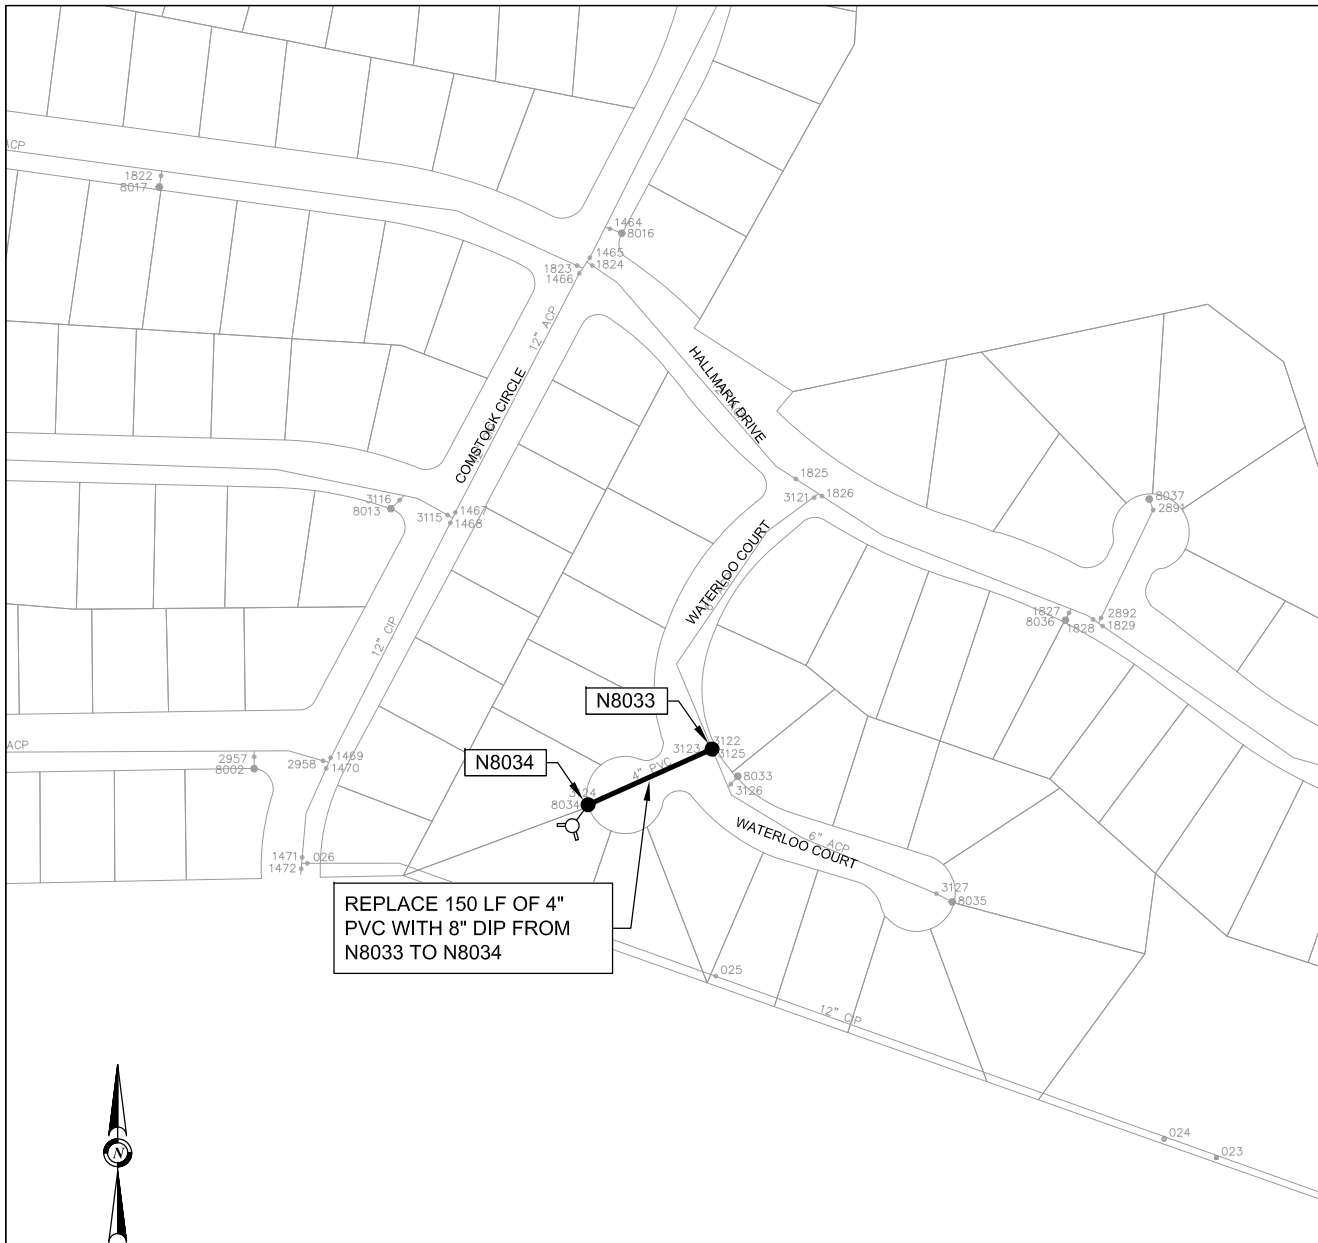 ACP
1822
8017
1464
8016
1465
1823
1824
1466
12" ACP
HALLMARK DRIVE
COMSTOCK CIRCLE
1825
3121
1826
3116
8013
3115
1467
1468
8037
2891
WATERLOO COURT
12" CIP
1827
8036
1828
2892
1829
N8033
ACP
2957
8002
2958
1469
1470
3123
3122
3125
N8034
4" PVC
8033
3126
3124
8034
WATERLOO COURT
6" ACP
3127
8035
1471
026
1472
REPLACE 150 LF OF 4"
PVC WITH 8" DIP FROM
N8033 TO N8034
025
12" CIP
024
023
N